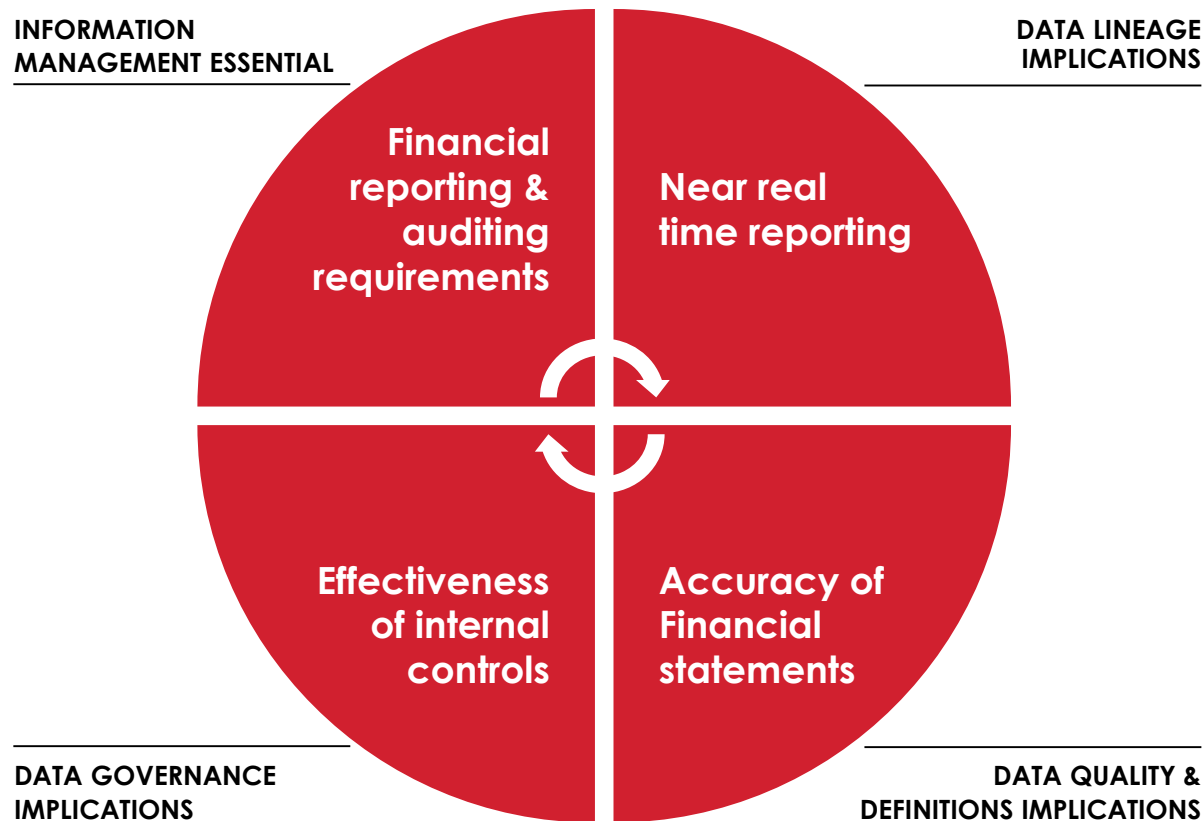 INFORMATION
MANAGEMENT ESSENTIAL
DATA LINEAGE
IMPLICATIONS
Financial
reporting &
auditing
requirements
Near real
time reporting
Effectiveness
of internal
controls
Accuracy of
Financial
statements
DATA GOVERNANCE
IMPLICATIONS
DATA QUALITY &
DEFINITIONS IMPLICATIONS